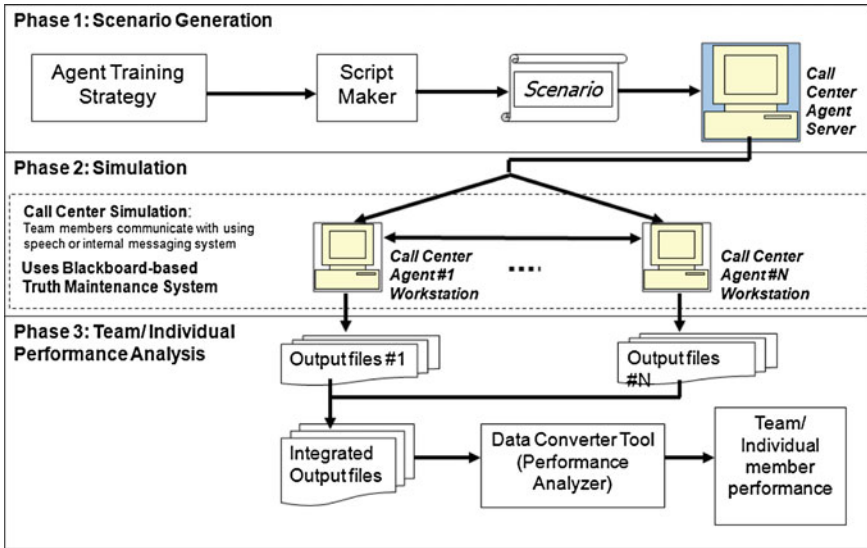 Phase 1: Scenario Generation
Agent Training
Strategy
Script
Maker
Scenario
Call
Center
Agent
Server
Phase 2: Simulation
Call Center Simulation:
Team members communicate with using
speech or internal messaging system
Uses Blackboard-based
Truth Maintenance System
Call Center
Agent #1
Workstation
Call Center
Agent #N
Workstation
Phase 3: Team/ Individual
Performance Analysis
Output files #1
Output files
#N
Integrated
Output files
Data Converter Tool
(Performance
Analyzer)
Team/
Individual
member
performance